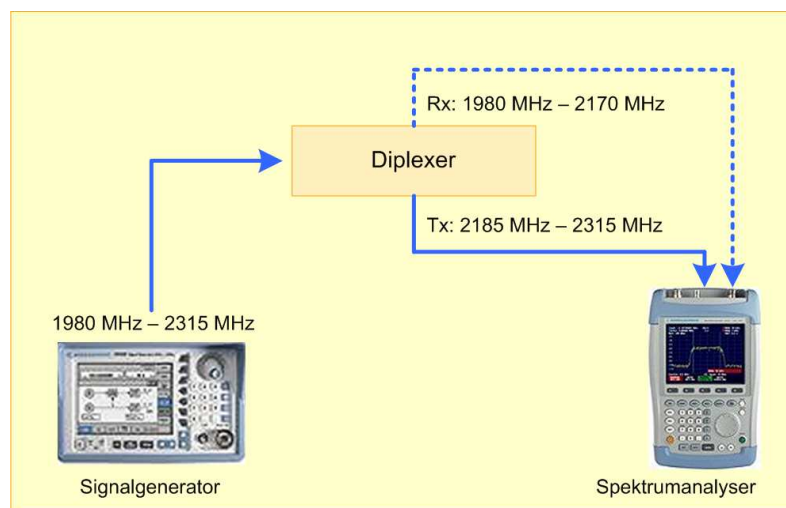 Rx: 1980 MHz – 2170 MHz
Diplexer
Tx: 2185 MHz – 2315 MHz
1980 MHz – 2315 MHz
Signalgenerator
Spektrumanalyser